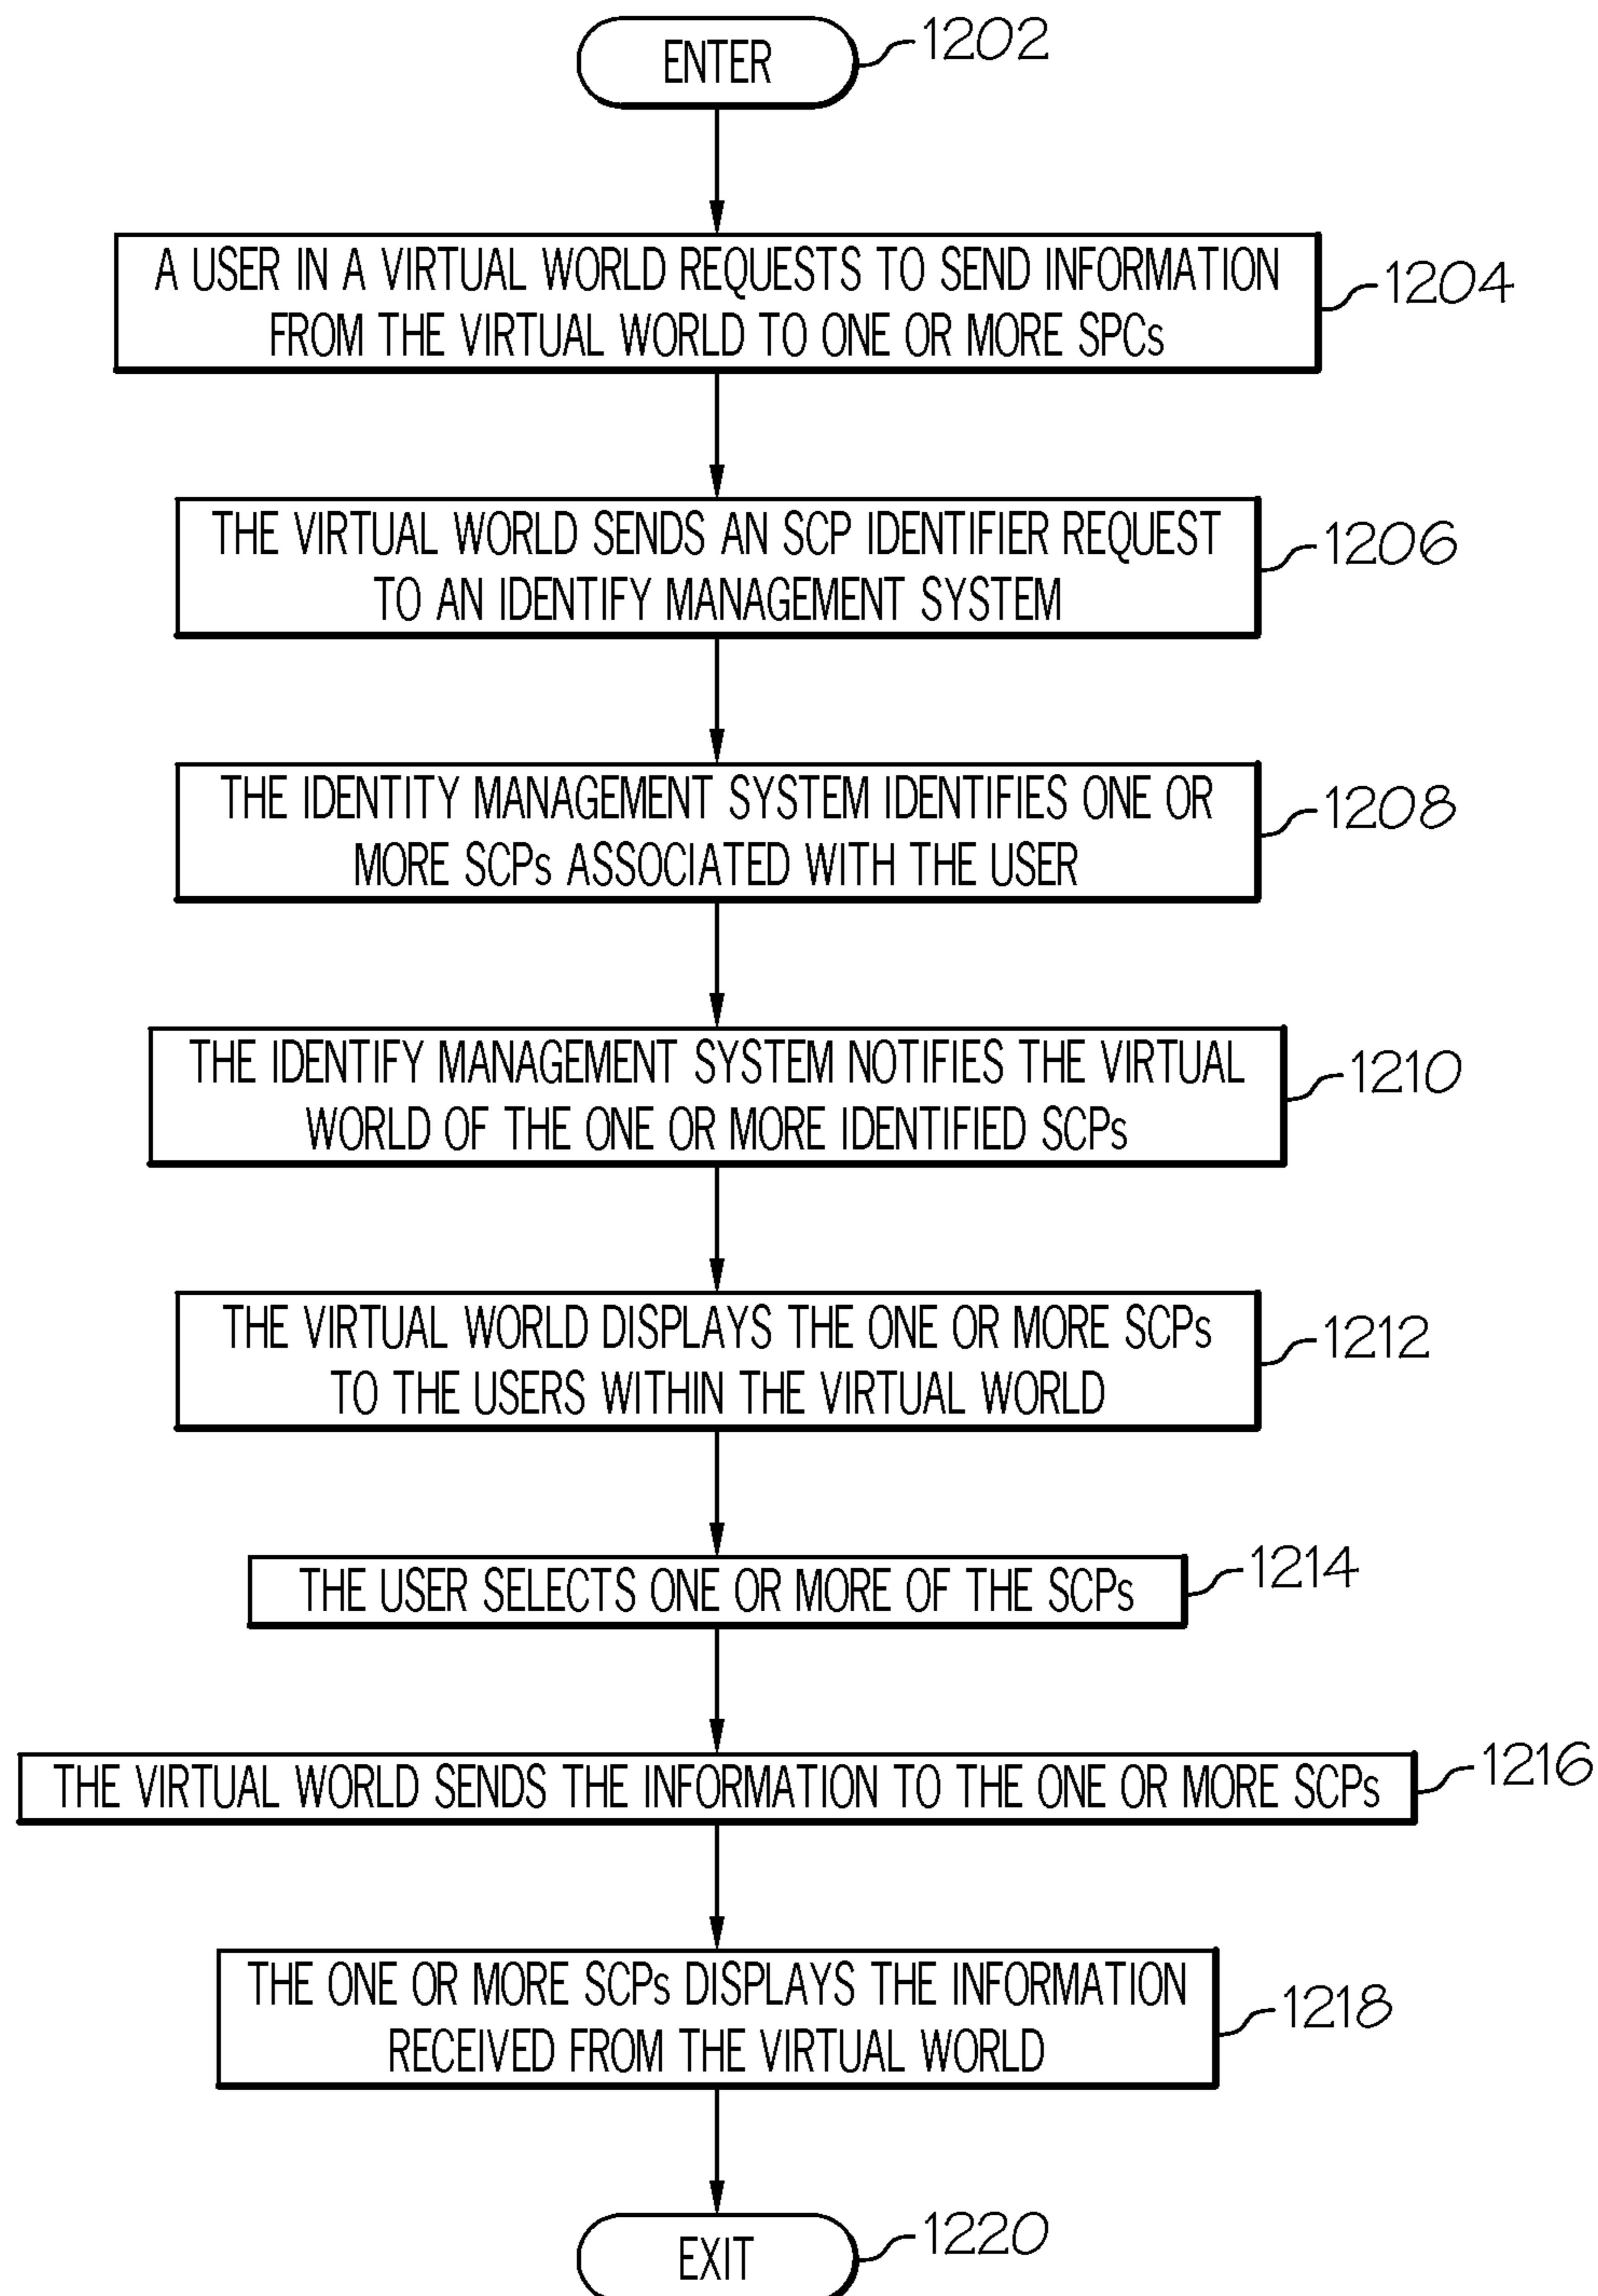 ENTER
1202
A USER IN A VIRTUAL WORLD REQUESTS TO SEND INFORMATION
FROM THE VIRTUAL WORLD TO ONE OR MORE SPCs
1204
THE VIRTUAL WORLD SENDS AN SCP IDENTIFIER REQUEST
TO AN IDENTIFY MANAGEMENT SYSTEM
1206
THE IDENTITY MANAGEMENT SYSTEM IDENTIFIES ONE OR
MORE SCPs ASSOCIATED WITH THE USER
1208
THE IDENTIFY MANAGEMENT SYSTEM NOTIFIES THE VIRTUAL
WORLD OF THE ONE OR MORE IDENTIFIED SCPs
1210
THE VIRTUAL WORLD DISPLAYS THE ONE OR MORE SCPs
TO THE USERS WITHIN THE VIRTUAL WORLD
1212
THE USER SELECTS ONE OR MORE OF THE SCPs
1214
THE VIRTUAL WORLD SENDS THE INFORMATION TO THE ONE OR MORE SCPs
1216
THE ONE OR MORE SCPs DISPLAYS THE INFORMATION
RECEIVED FROM THE VIRTUAL WORLD
1218
EXIT
1220